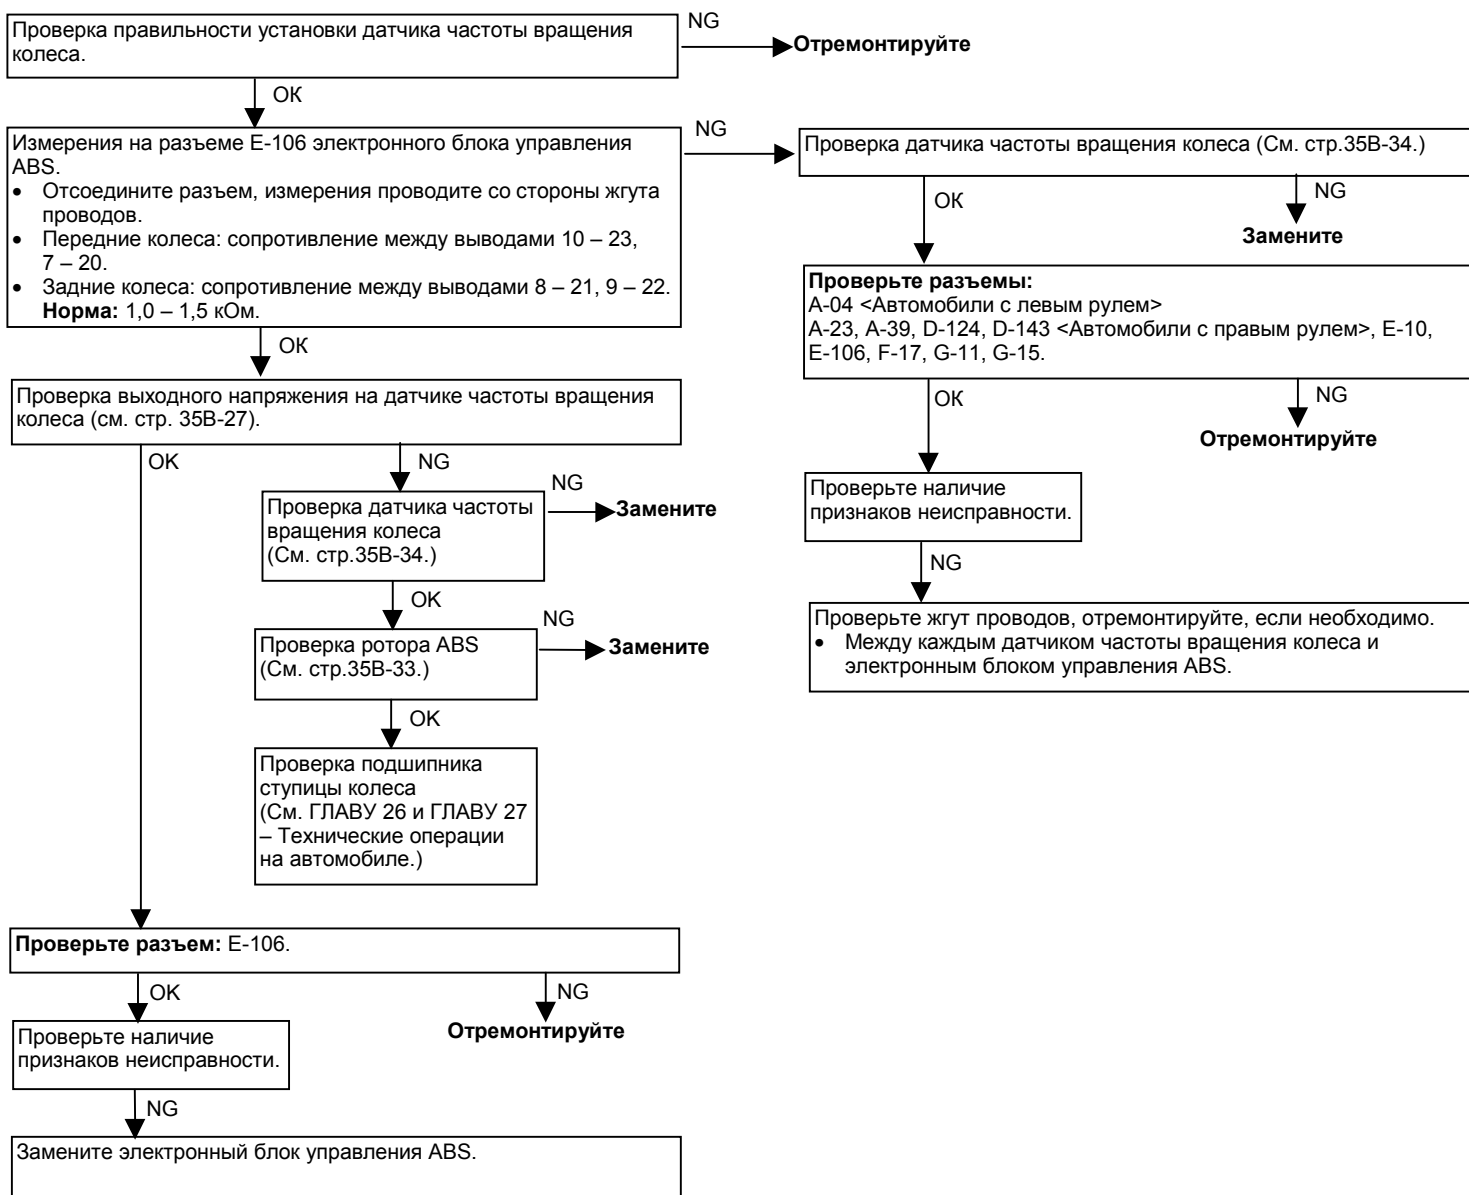 Проверка правильности установки датчика частоты вращения
колеса.
NG
Отремонтируйте
OK
Измерения на разъеме E-106 электронного блока управления
ABS.
• Отсоедините разъем, измерения проводите со стороны жгута
проводов.
• Передние колеса: сопротивление между выводами 10 – 23,
7 – 20.
• Задние колеса: сопротивление между выводами 8 – 21, 9 – 22.
Норма: 1,0 – 1,5 кОм.
NG
Проверка датчика частоты вращения колеса (См. стр.35B-34.)
OK
NG
Замените
Проверьте разъемы:
A-04 <Автомобили с левым рулем>
A-23, A-39, D-124, D-143 <Автомобили с правым рулем>, E-10,
E-106, F-17, G-11, G-15.
OK
NG
Отремонтируйте
Проверьте наличие
признаков неисправности.
NG
Проверьте жгут проводов, отремонтируйте, если необходимо.
• Между каждым датчиком частоты вращения колеса и
электронным блоком управления ABS.
OK
Проверка выходного напряжения на датчике частоты вращения
колеса (см. стр. 35B-27).
OK
NG
Проверка датчика частоты
вращения колеса
(См. стр.35B-34.)
NG
Замените
OK
Проверка ротора ABS
(См. стр.35B-33.)
NG
Замените
OK
Проверка подшипника
ступицы колеса
(См. ГЛАВУ 26 и ГЛАВУ 27
– Технические операции
на автомобиле.)
Проверьте разъем: E-106.
OK
NG
Отремонтируйте
Проверьте наличие
признаков неисправности.
NG
Замените электронный блок управления ABS.